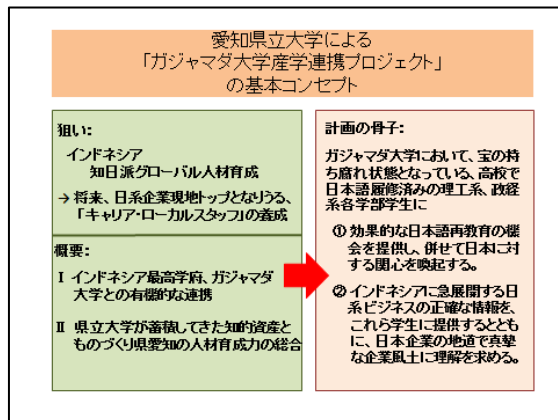 愛知県立大学による
「ガジャマダ大学産学連携プロジェクト」
の基本コンセプト
狙い:
インドネシア
知日派グローバル人材育成
→ 将来、日系企業現地トップとなりうる、
「キャリア・ローカルスタッフ」の養成
概要:
Ⅰ インドネシア最高学府、ガジャマダ
大学との有機的な連携
Ⅱ 県立大学が蓄積してきた知的資産と
ものづくり県愛知の人材育成力の総合
計画の骨子:
ガジャマダ大学において、宝の持
ち腐れ状態となっている、高校で
日本語履修済みの理工系、政経
系各学部学生に
① 効果的な日本語再教育の機
会を提供し、併せて日本に対
する関心を喚起する。
② インドネシアに急展開する日
系ビジネスの正確な情報を、
これら学生に提供するととも
に、日本企業の地道で真摯
な企業風土に理解を求める。